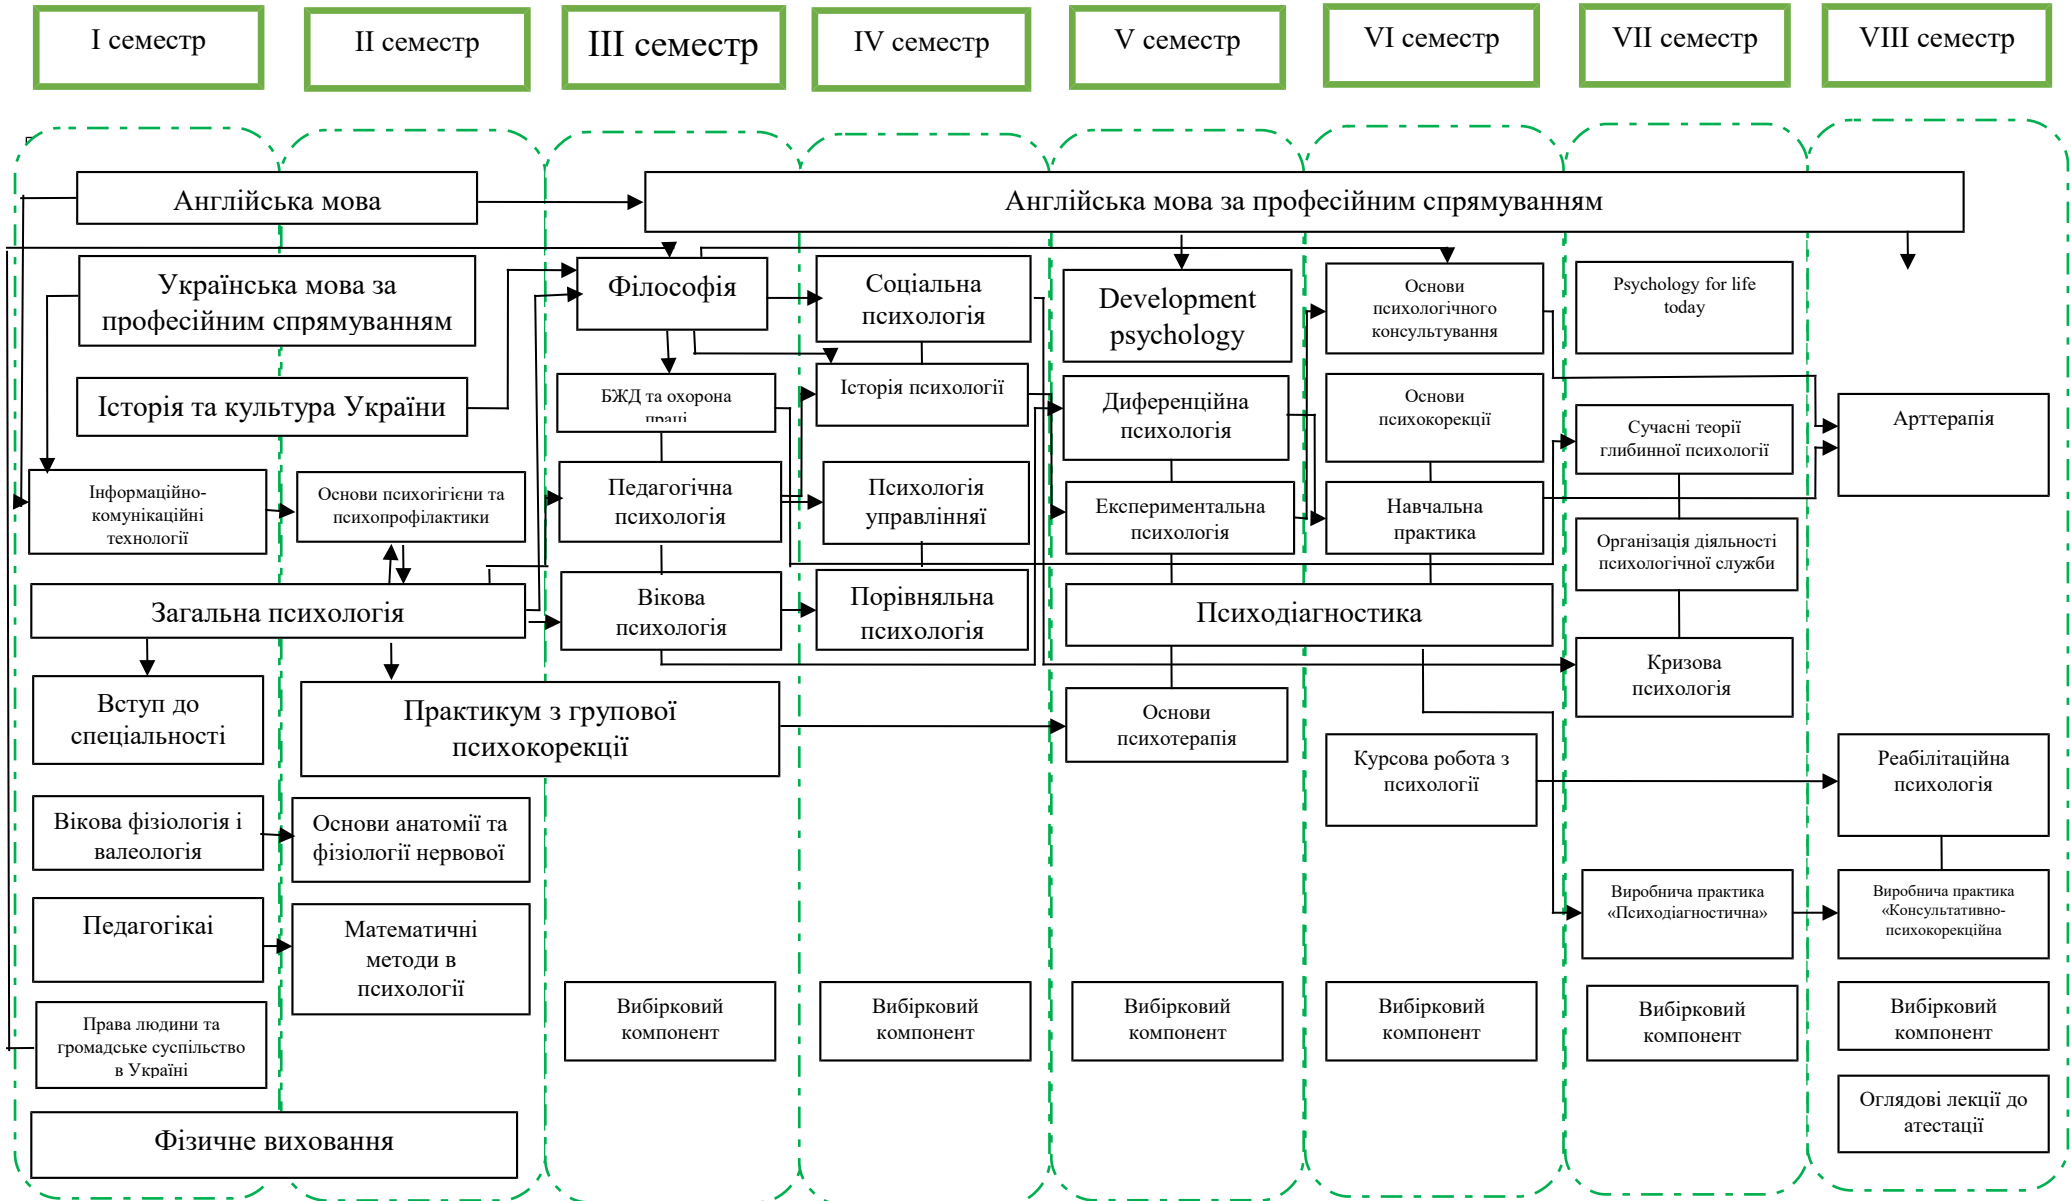 I семестр
II семестр
III семестр
IV семестр
V семестр
VI семестр
VII семестр
VIII семестр
Англійська мова
Англійська мова за професійним спрямуванням
Українська мова за
професійним спрямуванням
Філософія
Соціальна
психологія
Development
psychology
Основи
психологічного
консультування
Psychology for life
today
Історія та культура України
БЖД та охорона
праці
Історія психології
Диференційна
психологія
Основи
психокорекції
Сучасні теорії
глибинної психології
Арттерапія
Інформаційно-
комунікаційні
технології
Основи психогігієни та
психопрофілактики
Педагогічна
психологія
Психологія
управлінняї
Експериментальна
психологія
Навчальна
практика
Організація діяльності
психологічної служби
Загальна психологія
Вікова
психологія
Порівняльна
психологія
Психодіагностика
Кризова
психологія
Вступ до
спеціальності
Практикум з групової
психокорекції
Основи
психотерапія
Курсова робота з
психології
Реабілітаційна
психологія
Вікова фізіологія і
валеологія
Основи анатомії та
фізіології нервової
Виробнича практика
«Психодіагностична»
Виробнича практика
«Консультативно-
психокорекційна
Педагогікаі
Математичні
методи в
психології
Права людини та
громадське суспільство
в Україні
Вибірковий
компонент
Вибірковий
компонент
Вибірковий
компонент
Вибірковий
компонент
Вибірковий
компонент
Вибірковий
компонент
Фізичне виховання
Оглядові лекції до
атестації